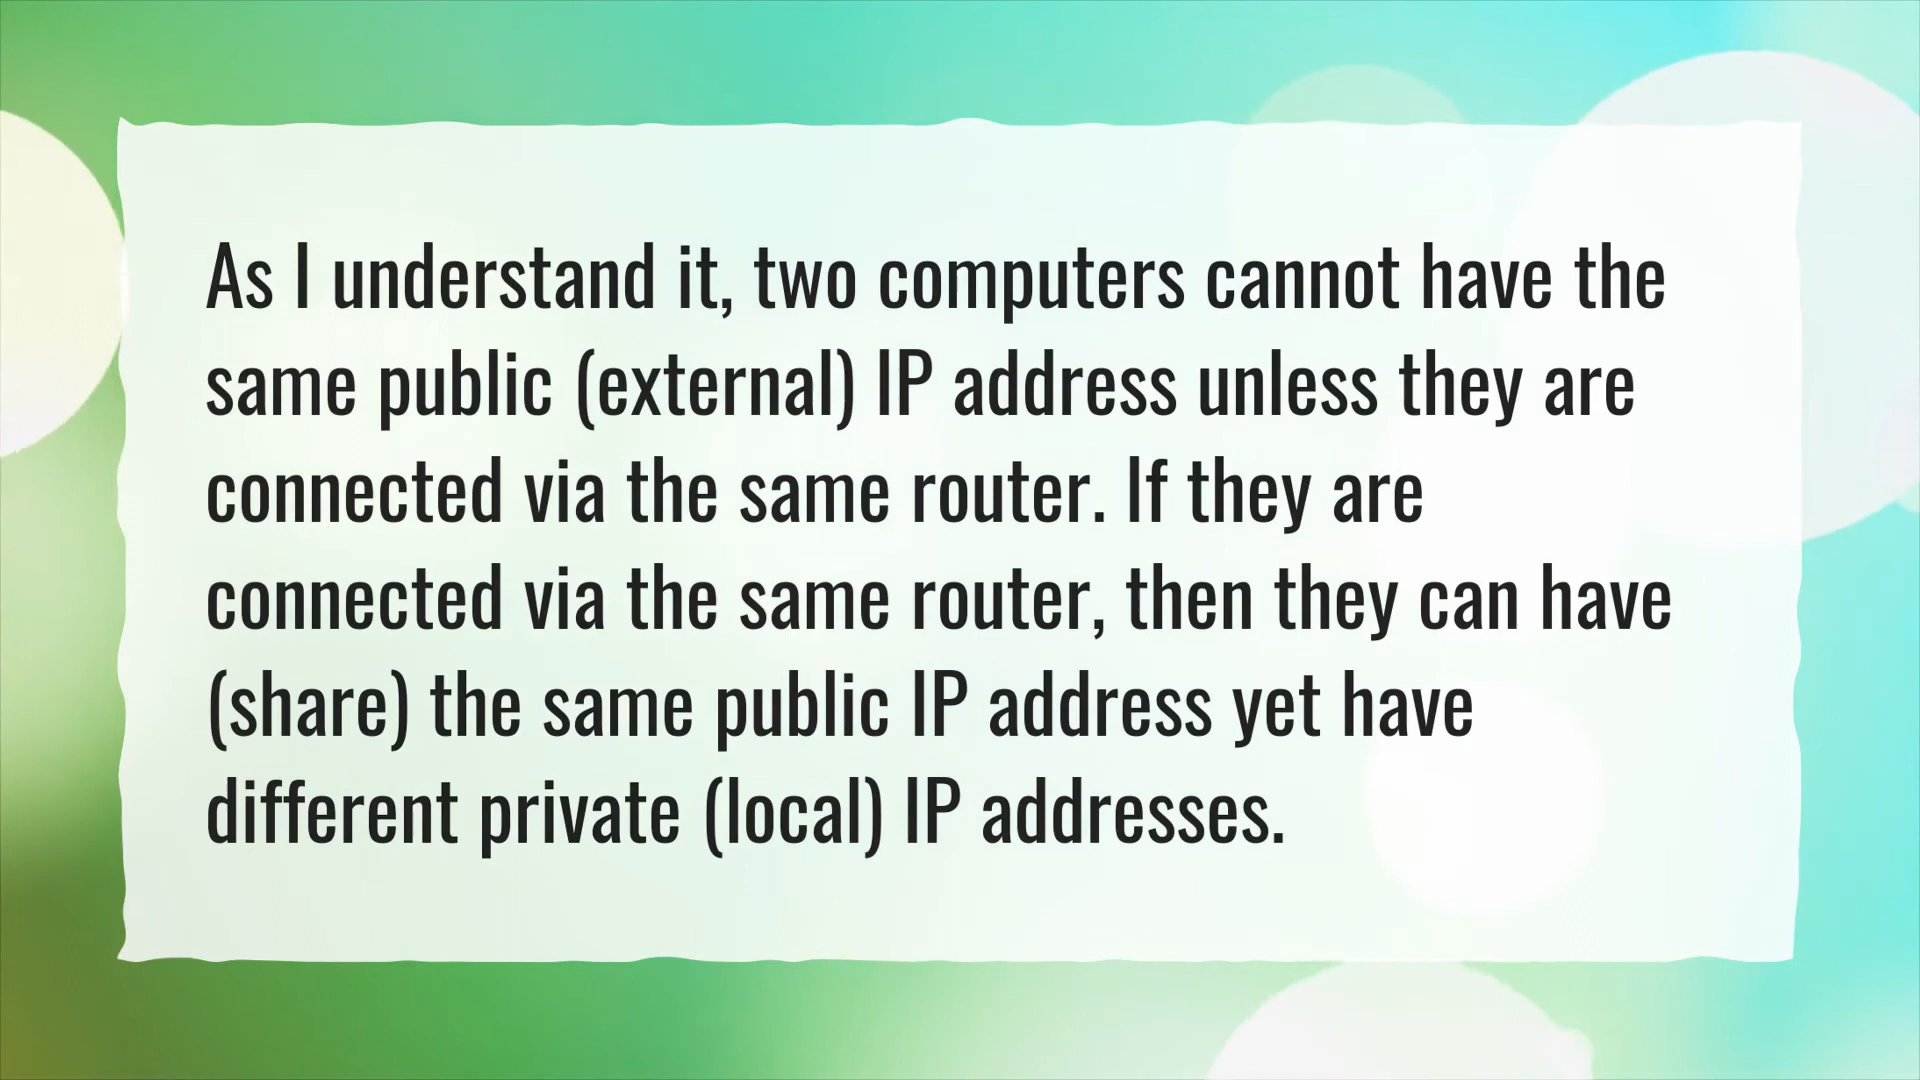 As I understand it, two computers cannot have the
same public (external) IP address unless they are
connected via the same router. If they are
connected via the same router, then they can have
(share) the same public IP address yet have
different private (local) IP addresses.